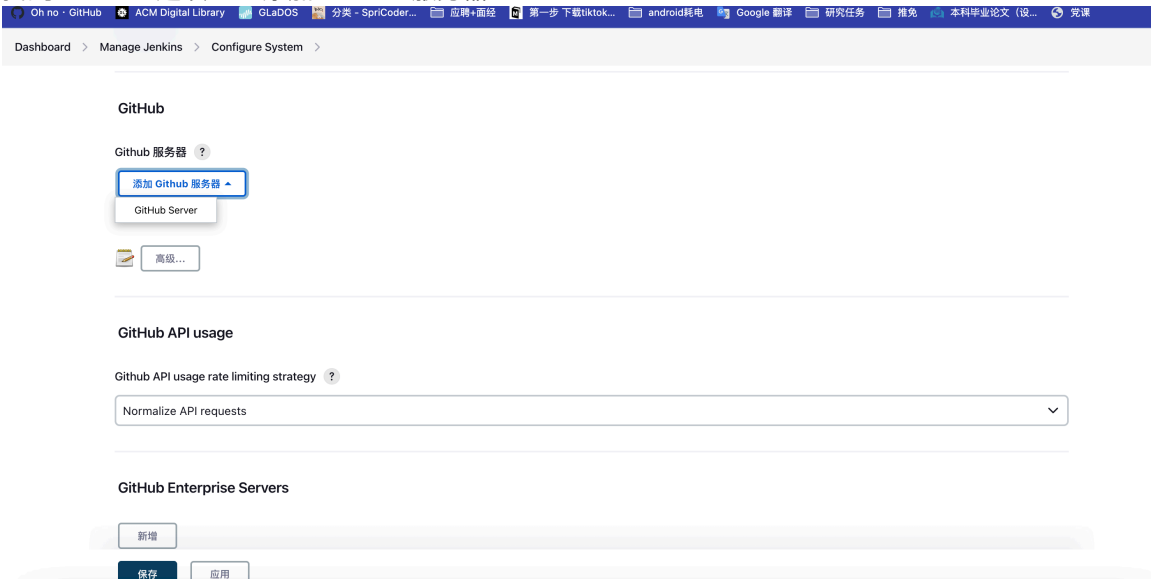 Oh no · GitHub ACM Digital Library GLaDOS 分类 - SpriCoder... 应聘+面经 第一步 下载tiktok... android耗电 Google 翻译 研究任务 推免 本科毕业论文（设... 党课
Dashboard > Manage Jenkins > Configure System >
GitHub
Github 服务器 ?
添加 Github 服务器
GitHub Server
高级...
GitHub API usage
Github API usage rate limiting strategy ?
Normalize API requests
GitHub Enterprise Servers
新增
保存 应用